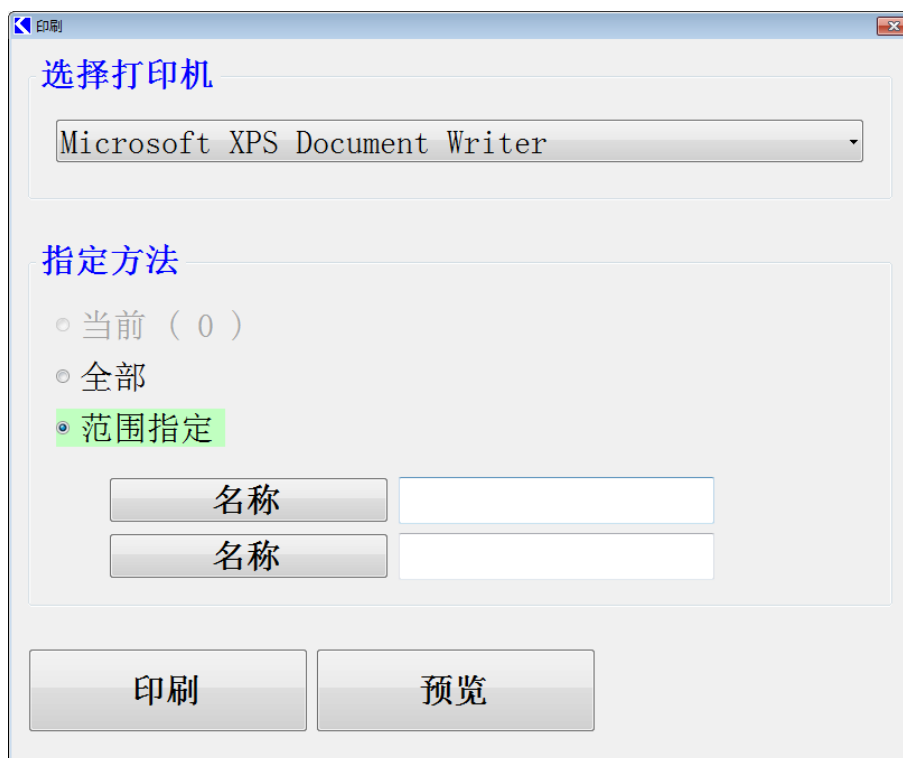 印刷
选择打印机
Microsoft XPS Document Writer
指定方法
当前 ( 0 )
全部
范围指定
名称
名称
印刷 预览